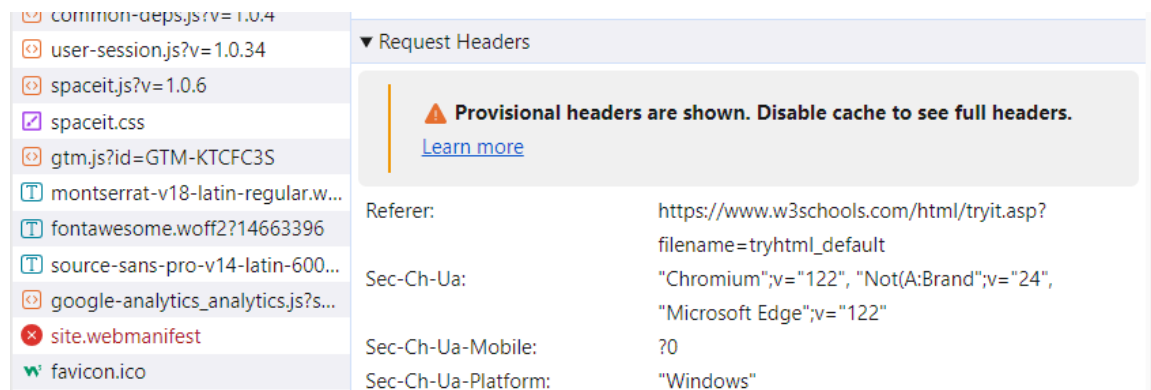 common-deps.js?v=1.0.4
user-session.js?v=1.0.34
spaceit.js?v=1.0.6
spaceit.css
gtm.js?id=GTM-KTCFC3S
montserrat-v18-latin-regular.w...
fontawesome.woff2?14663396
source-sans-pro-v14-latin-600...
google-analytics_analytics.js?s...
site.webmanifest
favicon.ico
▼ Request Headers
Provisional headers are shown. Disable cache to see full headers.
Learn more
Referer: https://www.w3schools.com/html/tryit.asp?
filename=tryhtml_default
Sec-Ch-Ua: "Chromium";v="122", "Not(A:Brand";v="24",
"Microsoft Edge";v="122"
Sec-Ch-Ua-Mobile: ?0
Sec-Ch-Ua-Platform: "Windows"